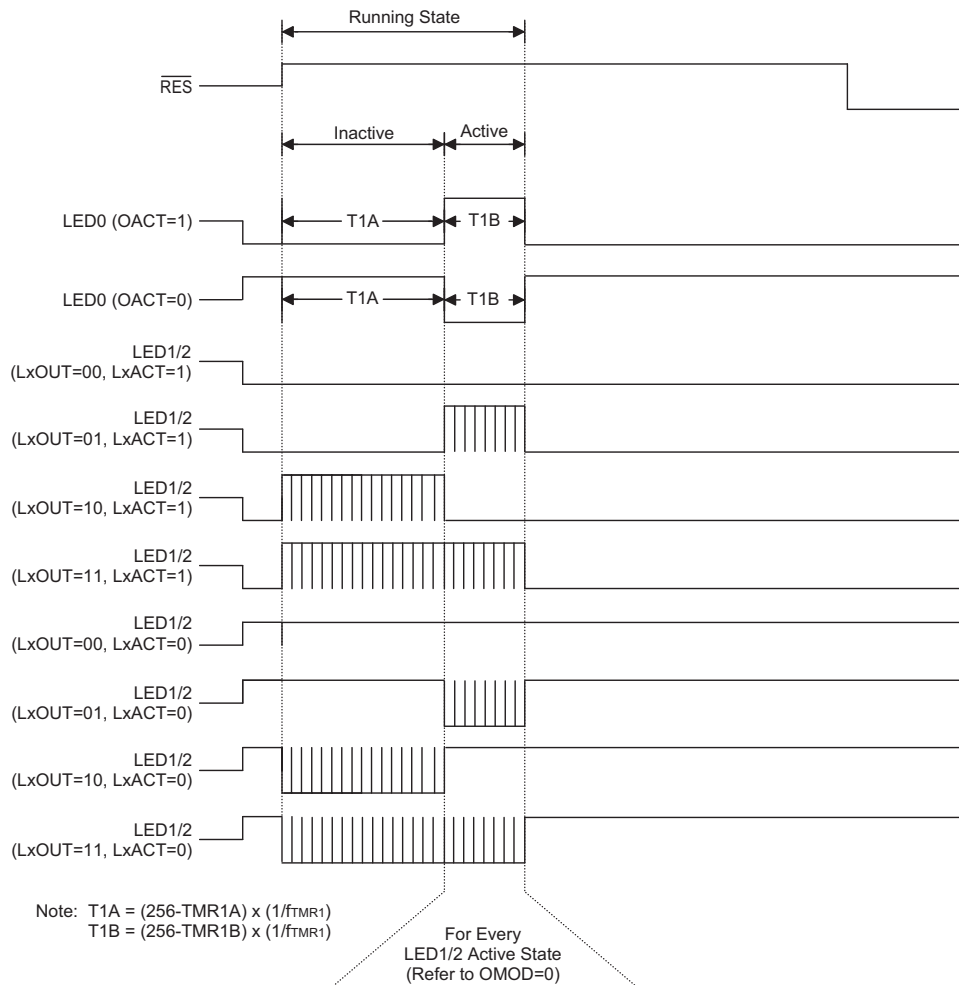 Running State
RES
Inactive
Active
LED0 (OACT=1)
T1A
T1B
LED0 (OACT=0)
T1A
T1B
LED1/2
(LxOUT=00, LxACT=1)
LED1/2
(LxOUT=01, LxACT=1)
LED1/2
(LxOUT=10, LxACT=1)
LED1/2
(LxOUT=11, LxACT=1)
LED1/2
(LxOUT=00, LxACT=0)
LED1/2
(LxOUT=01, LxACT=0)
LED1/2
(LxOUT=10, LxACT=0)
LED1/2
(LxOUT=11, LxACT=0)
Note: T1A = (256-TMR1A) x (1/fTMR1)
T1B = (256-TMR1B) x (1/fTMR1)
For Every
LED1/2 Active State
(Refer to OMOD=0)